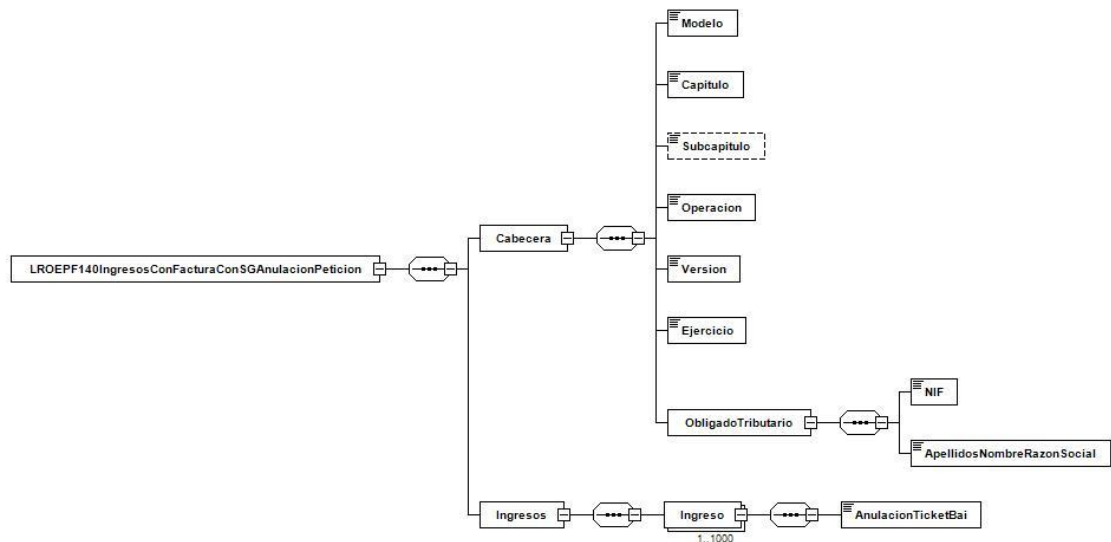 Modelo
Capitulo
Subcapitulo
Operacion
Cabecera
LROEPF140IngresosConFacturaConSGAnulacionPeticion
Version
Ejercicio
NIF
ObligadoTributario
ApellidosNombreRazonSocial
Ingresos
Ingreso
AnulacionTicketBai
1..1000